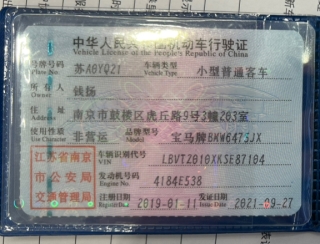 中华人民共和国机动车行驶证
Vehicle License of the People's Republic of China
号牌号码 苏A6YQ21 车辆类型 小型普通客车
Plate No. Vehicle Type
所有人 钱扬
Owner
住址 南京市鼓楼区虎丘路9号3幢263室
Address
使用性质 非营运 品牌型号 宝马牌BKW6475JX
Use Character Model
江苏省南京
市公安局
交通管理局
车辆识别代号 LBVTZ010XKSE87104
VIN
发动机号码 4184E538
Engine No.
注册日期 2019-01-11 发证日期 2021-09-27
Register Date Issue Date